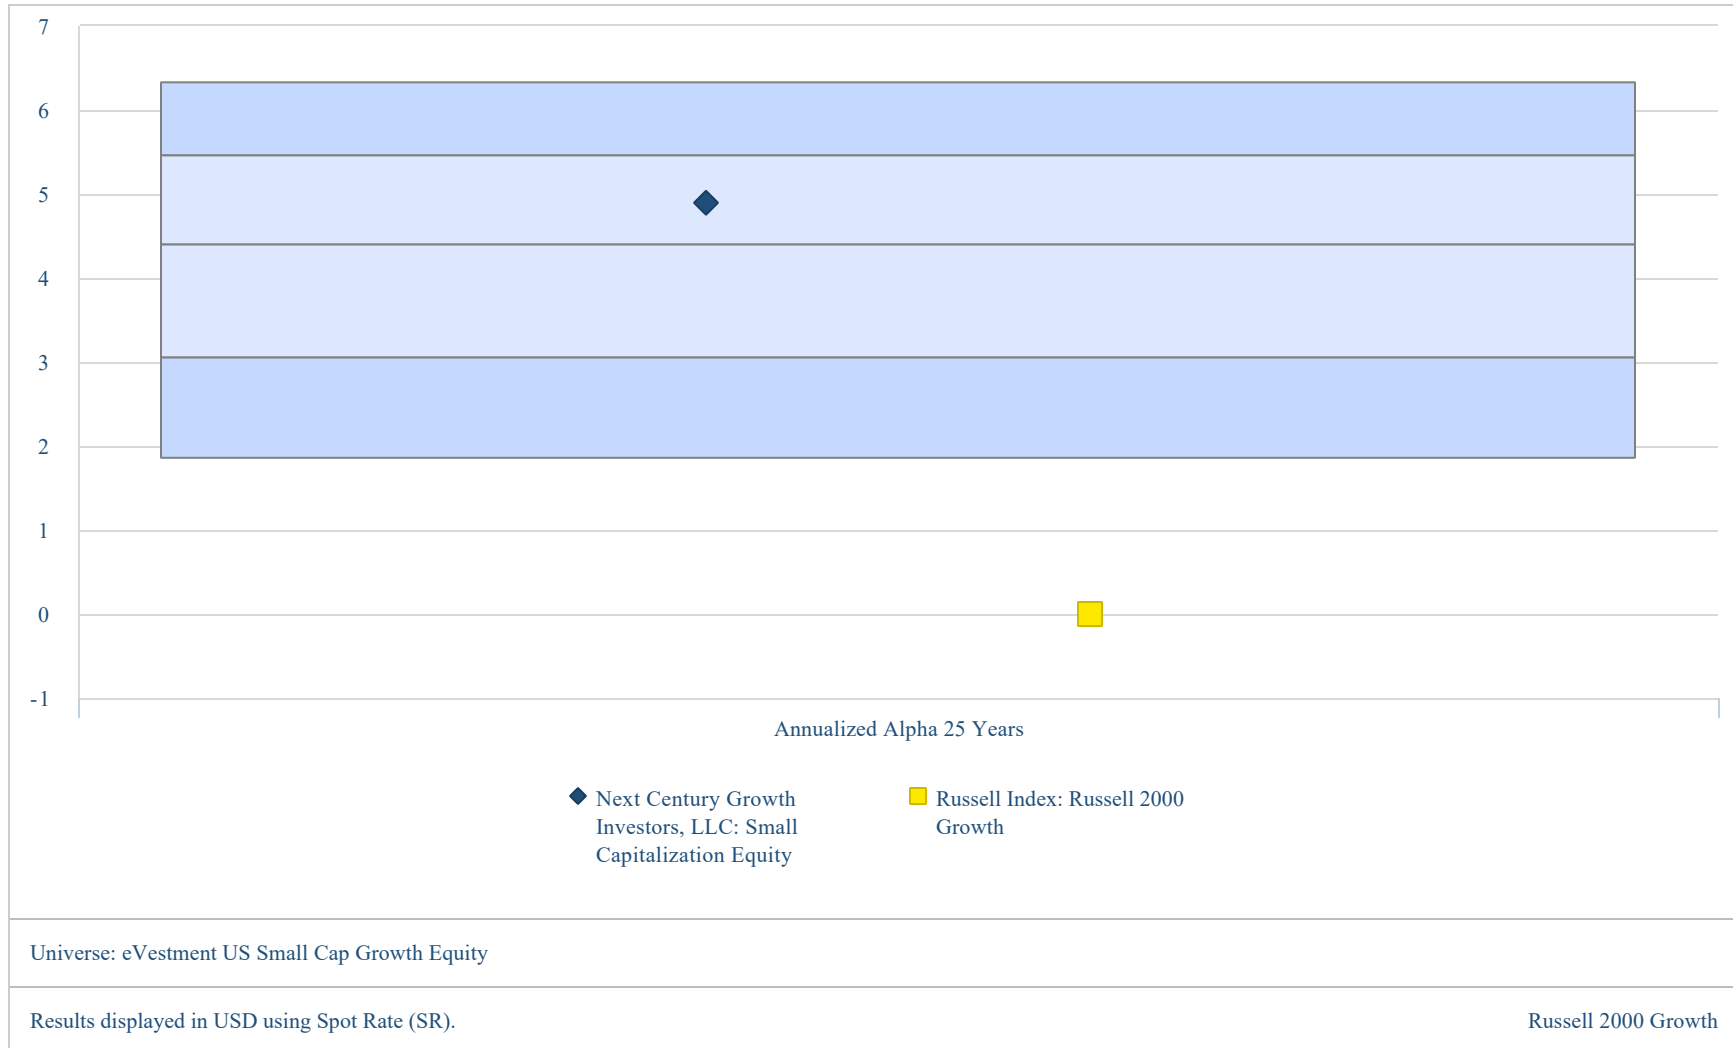 7
6
5
4
3
2
1
0
-1
Annualized Alpha 25 Years
Next Century Growth
Investors, LLC: Small
Capitalization Equity
Russell Index: Russell 2000
Growth
Universe: eVestment US Small Cap Growth Equity
Results displayed in USD using Spot Rate (SR).
Russell 2000 Growth